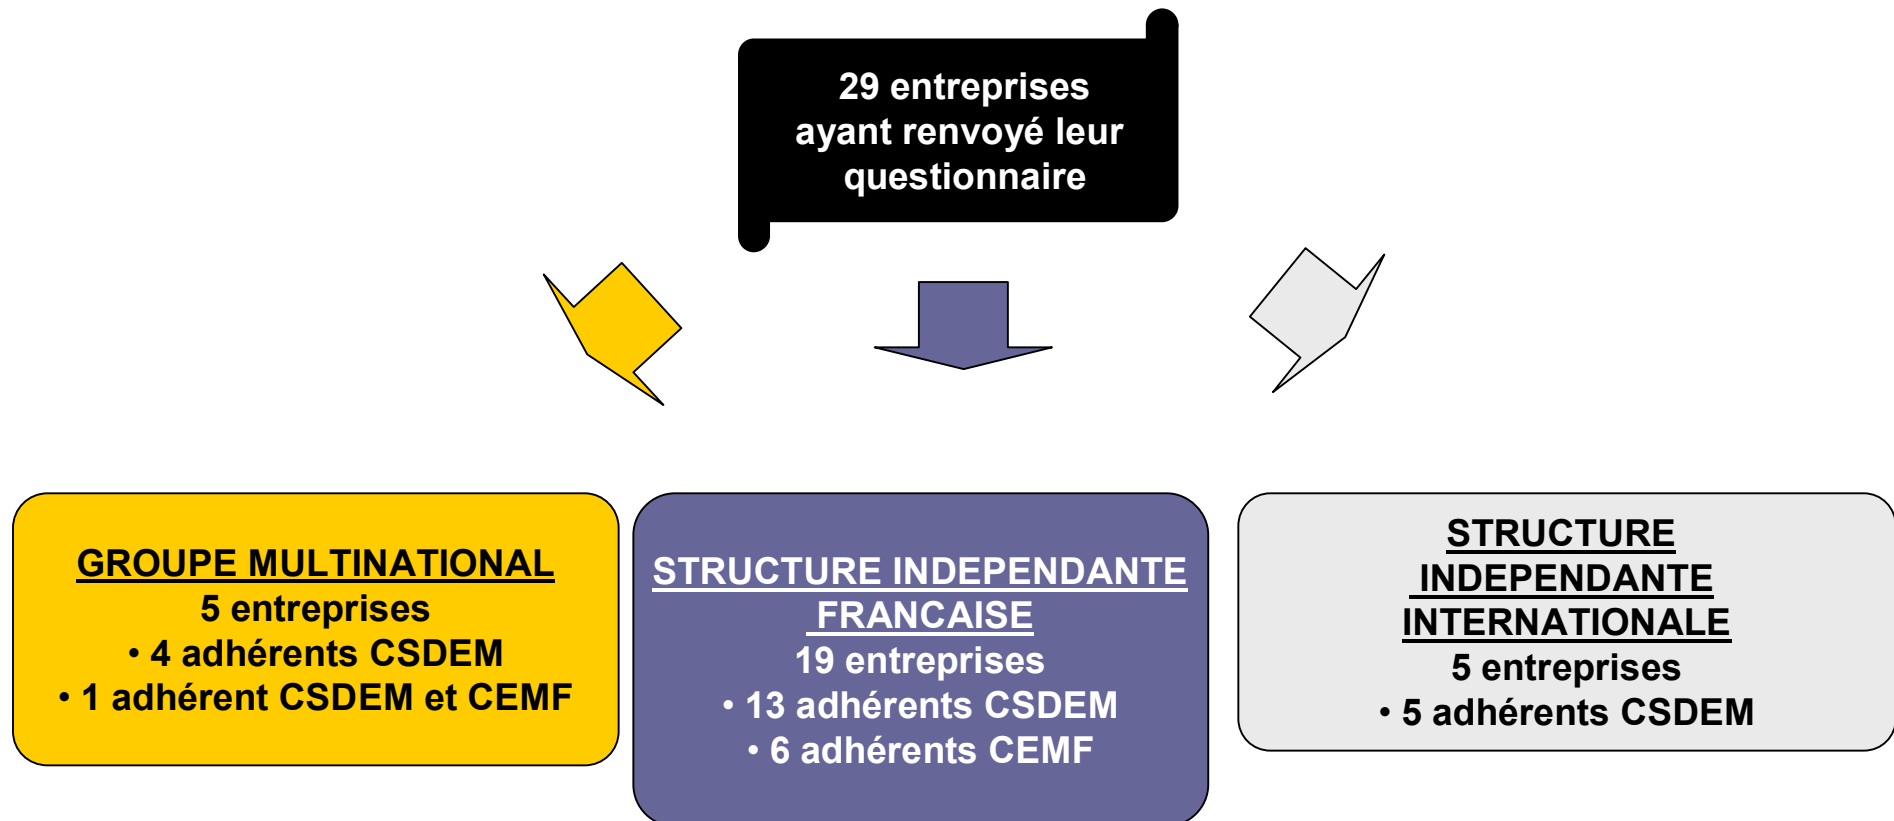 29 entreprises
ayant renvoyé leur
questionnaire
GROUPE MULTINATIONAL
5 entreprises
• 4 adhérents CSDEM
• 1 adhérent CSDEM et CEMF
STRUCTURE INDEPENDANTE
FRANCAISE
19 entreprises
• 13 adhérents CSDEM
• 6 adhérents CEMF
STRUCTURE
INDEPENDANTE
INTERNATIONALE
5 entreprises
• 5 adhérents CSDEM